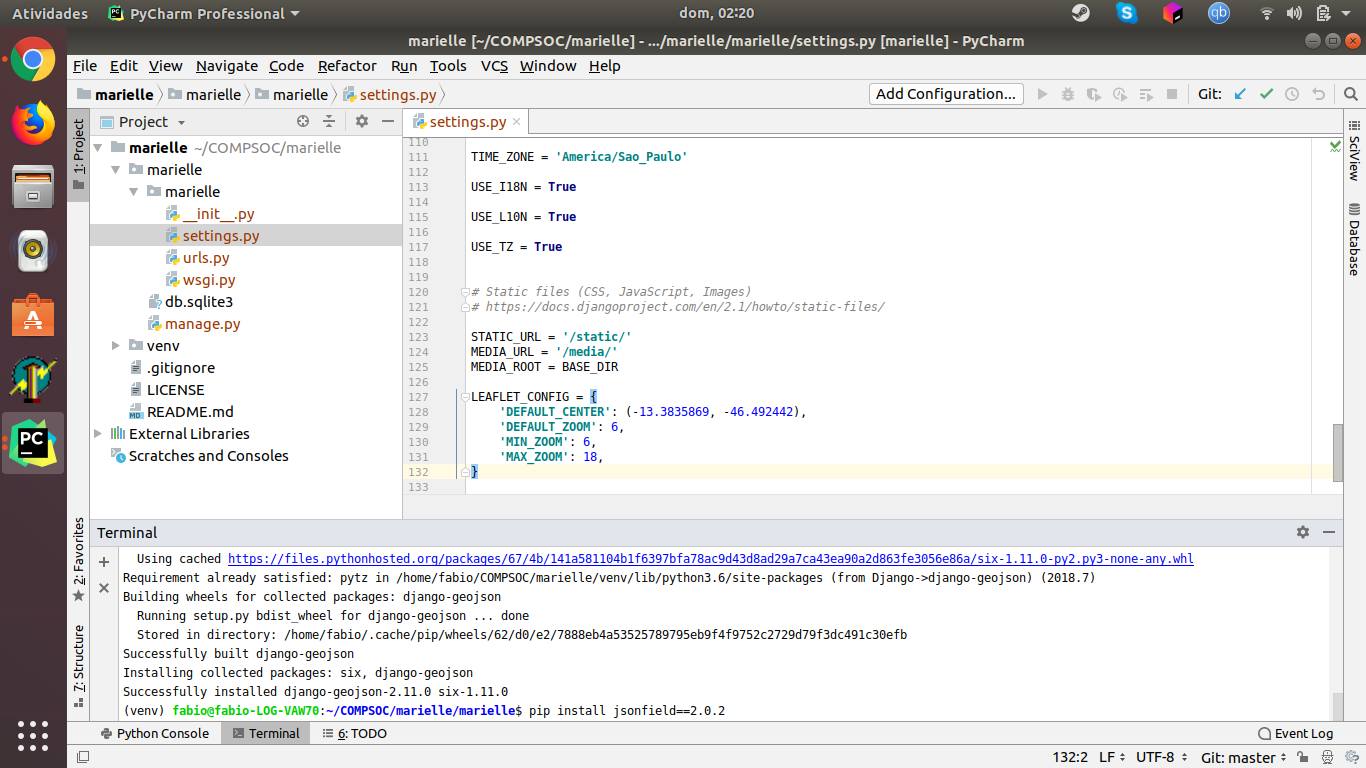 Atividades PyCharm Professional dom, 02:20
marielle [~/COMPSOC/marielle] - .../marielle/marielle/settings.py [marielle] - PyCharm
File Edit View Navigate Code Refactor Run Tools VCS Window Help
marielle marielle marielle settings.py Add Configuration... Git:
1: Project
Project
marielle ~/COMPSOC/marielle
marielle
marielle
__init__.py
settings.py
urls.py
wsgi.py
db.sqlite3
manage.py
venv
.gitignore
LICENSE
README.md
External Libraries
Scratches and Consoles
settings.py
110
111 TIME_ZONE = 'America/Sao_Paulo'
112
113 USE_I18N = True
114
115 USE_L10N = True
116
117 USE_TZ = True
118
119
120 # Static files (CSS, JavaScript, Images)
121 # https://docs.djangoproject.com/en/2.1/howto/static-files/
122
123 STATIC_URL = '/static/'
124 MEDIA_URL = '/media/'
125 MEDIA_ROOT = BASE_DIR
126
127 LEAFLET_CONFIG = {
128 'DEFAULT_CENTER': (-13.3835869, -46.492442),
129 'DEFAULT_ZOOM': 6,
130 'MIN_ZOOM': 6,
131 'MAX_ZOOM': 18,
132 }
133
SciView
Database
2: Favorites
7: Structure
Terminal
Using cached https://files.pythonhosted.org/packages/67/4b/141a581104b1f6397bfa78ac9d43d8ad29a7ca43ea90a2d863fe3056e86a/six-1.11.0-py2.py3-none-any.whl
Requirement already satisfied: pytz in /home/fabio/COMPSOC/marielle/venv/lib/python3.6/site-packages (from Django->django-geojson) (2018.7)
Building wheels for collected packages: django-geojson
Running setup.py bdist_wheel for django-geojson ... done
Stored in directory: /home/fabio/.cache/pip/wheels/62/d0/e2/7888eb4a53525789795eb9f4f9752c2729d79f3dc491c30efb
Successfully built django-geojson
Installing collected packages: six, django-geojson
Successfully installed django-geojson-2.11.0 six-1.11.0
(venv) fabio@fabio-LOG-VAW70:~/COMPSOC/marielle/marielle$ pip install jsonfield==2.0.2
Python Console Terminal 6: TODO Event Log
132:2 LF UTF-8 Git: master